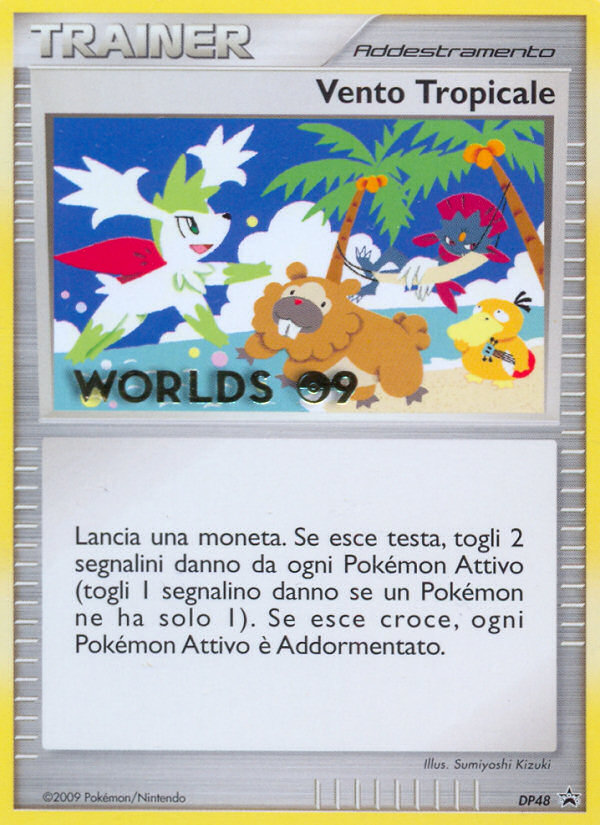 TRAINER
Addestramento
Vento Tropicale
WORLDS 09
Lancia una moneta. Se esce testa, togli 2
segnalini danno da ogni Pokémon Attivo
(togli 1 segnalino danno se un Pokémon
ne ha solo 1). Se esce croce, ogni
Pokémon Attivo è Addormentato.
Illus. Sumiyoshi Kizuki
©2009 Pokémon/Nintendo
DP48